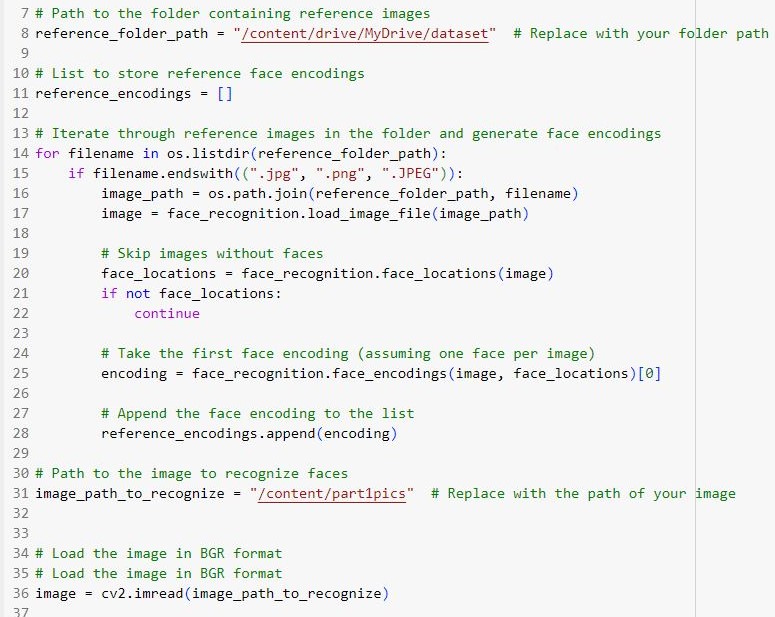 7 # Path to the folder containing reference images
8 reference_folder_path = "/content/drive/MyDrive/dataset"  # Replace with your folder path
9
10 # List to store reference face encodings
11 reference_encodings = []
12
13 # Iterate through reference images in the folder and generate face encodings
14 for filename in os.listdir(reference_folder_path):
15     if filename.endswith((".jpg", ".png", ".JPEG")):
16         image_path = os.path.join(reference_folder_path, filename)
17         image = face_recognition.load_image_file(image_path)
18
19         # Skip images without faces
20         face_locations = face_recognition.face_locations(image)
21         if not face_locations:
22             continue
23
24         # Take the first face encoding (assuming one face per image)
25         encoding = face_recognition.face_encodings(image, face_locations)[0]
26
27         # Append the face encoding to the list
28         reference_encodings.append(encoding)
29
30 # Path to the image to recognize faces
31 image_path_to_recognize = "/content/part1pics"  # Replace with the path of your image
32
33
34 # Load the image in BGR format
35 # Load the image in BGR format
36 image = cv2.imread(image_path_to_recognize)
37